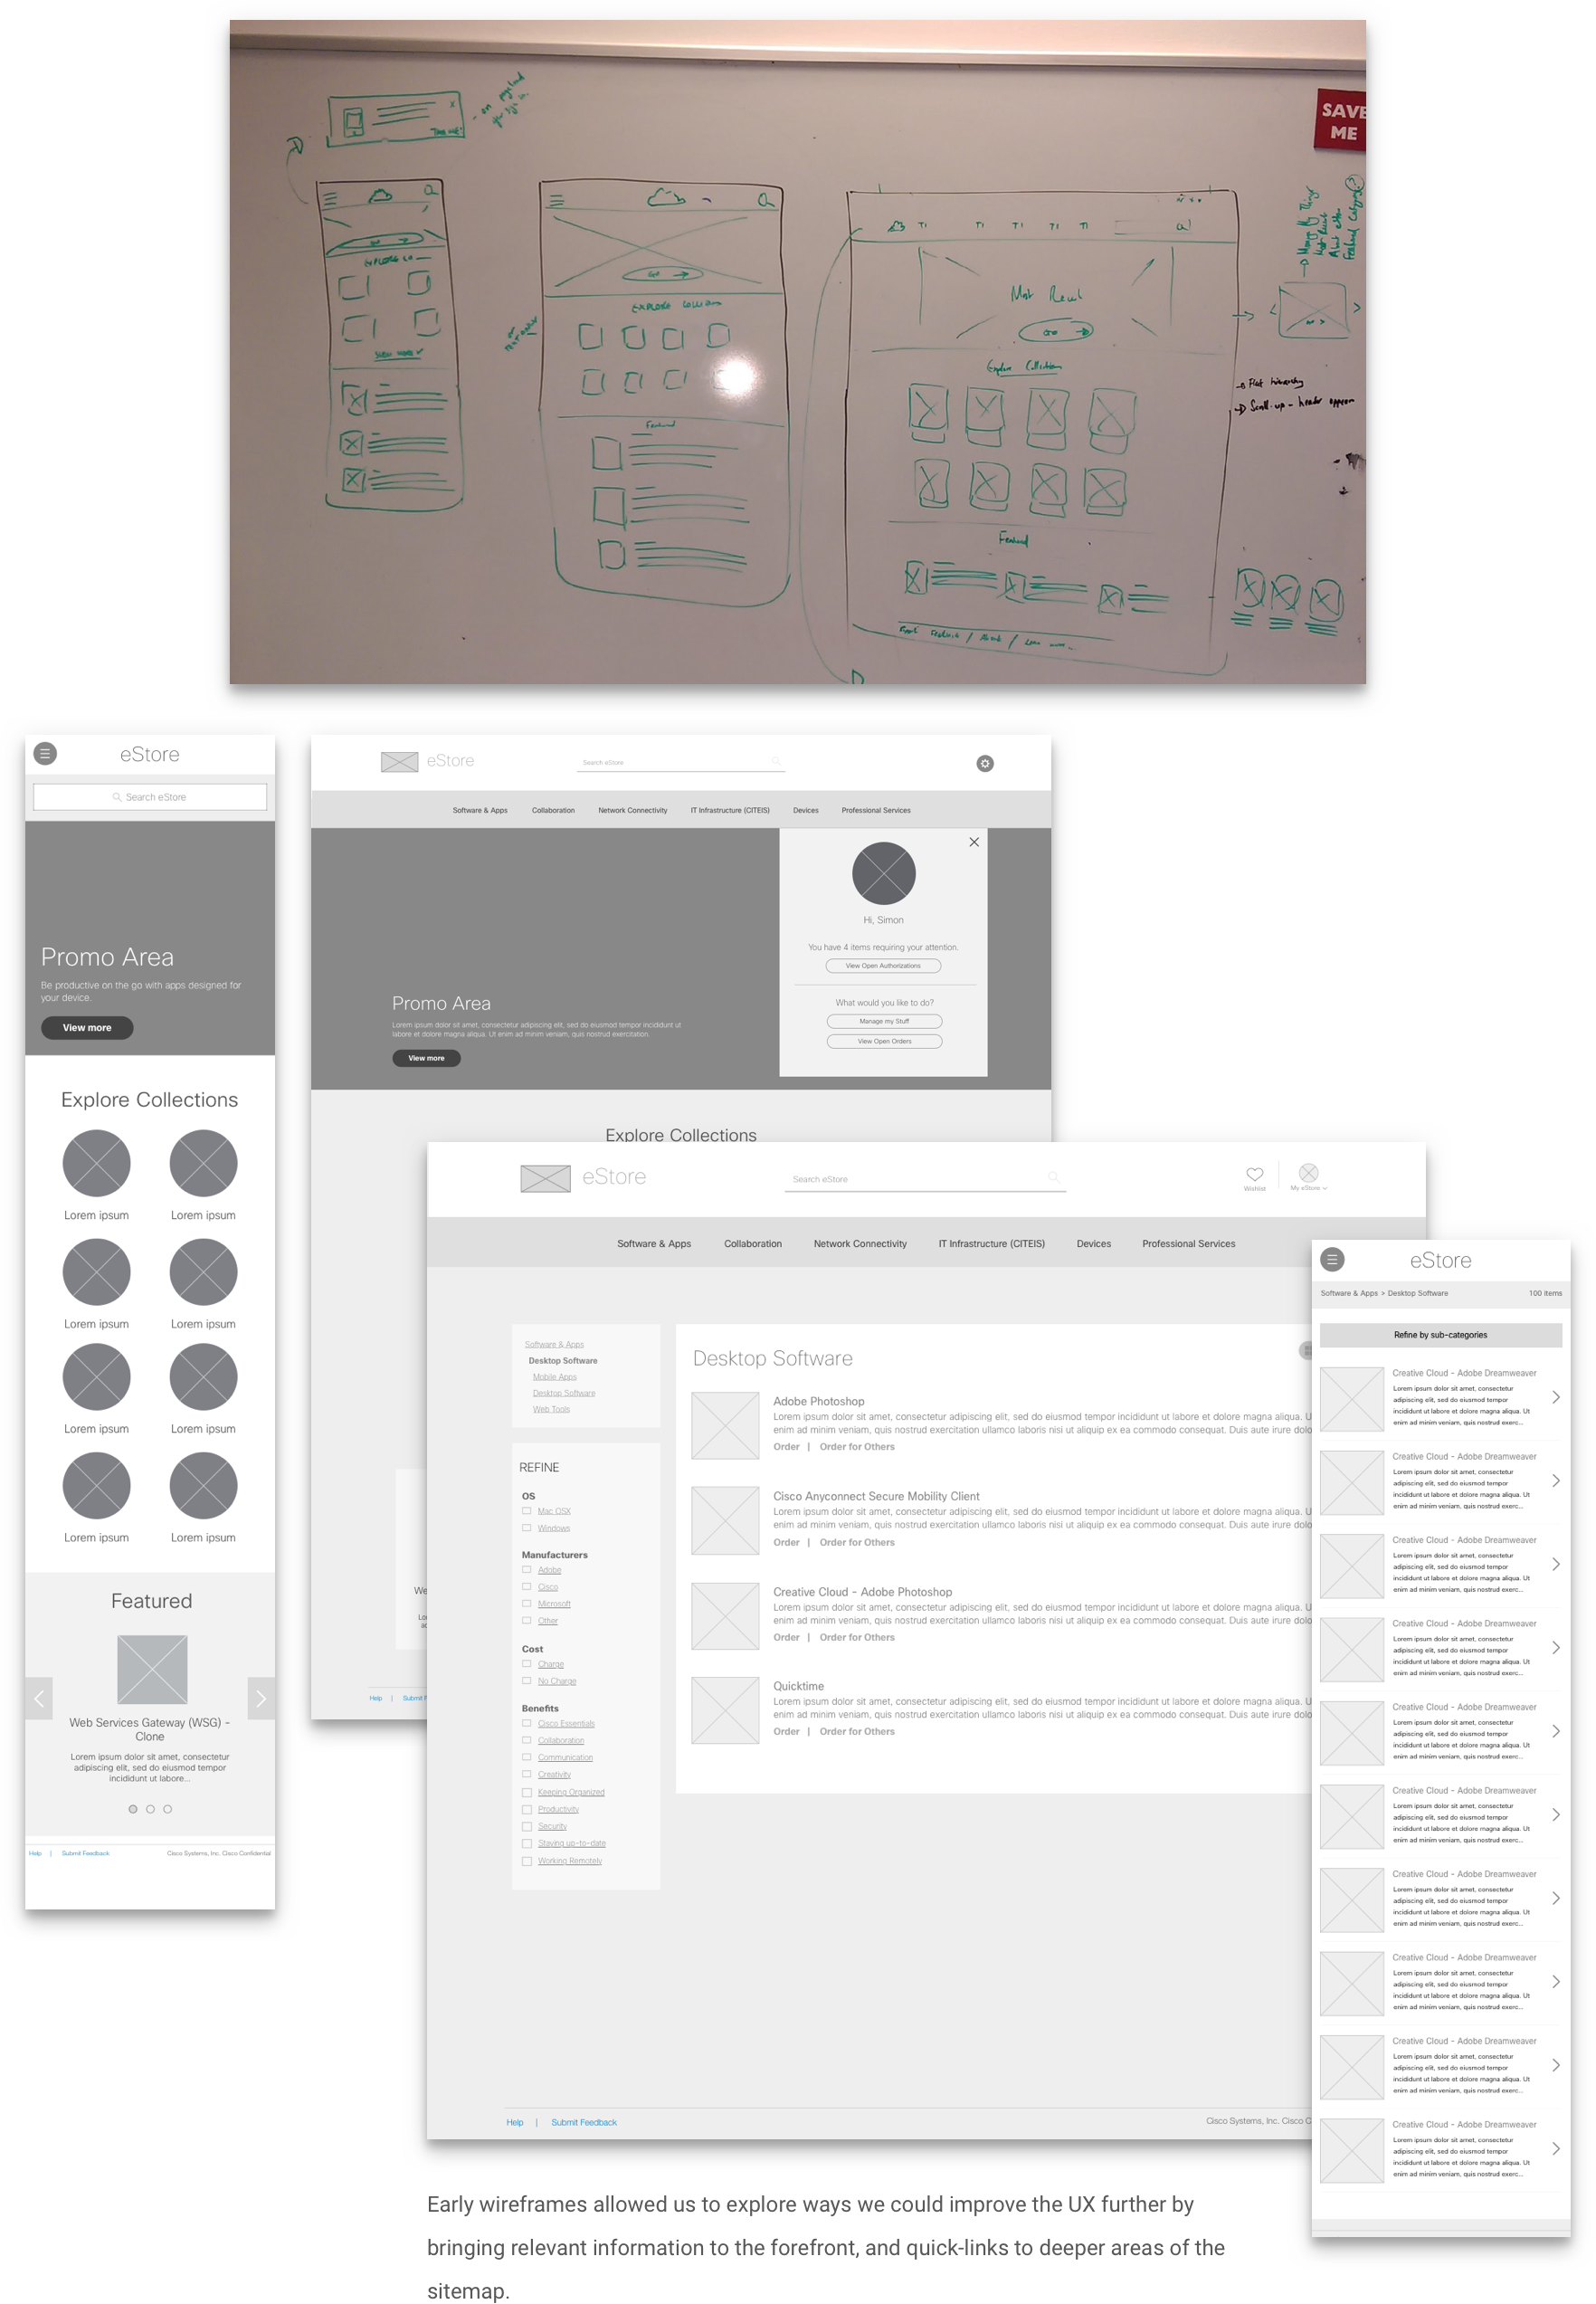 SAVE
ME
EXPLORE
EXPLORE
Most Recent
GO
Explore Collections
Featured
Featured
→ Flat hierarchy
→ Scroll-up - header appears
eStore
Search eStore
Promo Area
Be productive on the go with apps designed for
your device.
View more
Explore Collections
Lorem ipsum Lorem ipsum
Lorem ipsum Lorem ipsum
Lorem ipsum Lorem ipsum
Lorem ipsum Lorem ipsum
Featured
Web Services Gateway (WSG) -
Clone
Lorem ipsum dolor sit amet, consectetur
adipiscing elit, sed do eiusmod tempor
incididunt ut labore...
Help | Submit Feedback Cisco Systems, Inc. Cisco Confidential
eStore Search eStore
Software & Apps Collaboration Network Connectivity IT Infrastructure (CITEIS) Devices Professional Services
Hi, Simon
You have 4 items requiring your attention.
View Open Authorizations
What would you like to do?
Manage my Stuff
View Open Orders
Promo Area
Lorem ipsum dolor sit amet, consectetur adipiscing elit, sed do eiusmod tempor incididunt ut
labore et dolore magna aliqua. Ut enim ad minim veniam, quis nostrud exercitation.
View more
Explore Collections
We
Lo
ad
Help | Submit F
eStore Search eStore Wishlist My eStore
Software & Apps Collaboration Network Connectivity IT Infrastructure (CITEIS) Devices Professional Services
Software & Apps
Desktop Software
Mobile Apps
Desktop Software
Web Tools
REFINE
OS
Mac OSX
Windows
Manufacturers
Adobe
Cisco
Microsoft
Other
Cost
Charge
No Charge
Benefits
Cisco Essentials
Collaboration
Communication
Creativity
Keeping Organized
Productivity
Security
Staying up-to-date
Working Remotely
Desktop Software
Adobe Photoshop
Lorem ipsum dolor sit amet, consectetur adipiscing elit, sed do eiusmod tempor incididunt ut labore et dolore magna aliqua. U
enim ad minim veniam, quis nostrud exercitation ullamco laboris nisi ut aliquip ex ea commodo consequat. Duis aute irure dolo
Order | Order for Others
Cisco Anyconnect Secure Mobility Client
Lorem ipsum dolor sit amet, consectetur adipiscing elit, sed do eiusmod tempor incididunt ut labore et dolore magna aliqua. U
enim ad minim veniam, quis nostrud exercitation ullamco laboris nisi ut aliquip ex ea commodo consequat. Duis aute irure dolo
Order | Order for Others
Creative Cloud - Adobe Photoshop
Lorem ipsum dolor sit amet, consectetur adipiscing elit, sed do eiusmod tempor incididunt ut labore et dolore magna aliqua. U
enim ad minim veniam, quis nostrud exercitation ullamco laboris nisi ut aliquip ex ea commodo consequat. Duis aute irure dolo
Order | Order for Others
Quicktime
Lorem ipsum dolor sit amet, consectetur adipiscing elit, sed do eiusmod tempor incididunt ut labore et dolore magna aliqua. U
enim ad minim veniam, quis nostrud exercitation ullamco laboris nisi ut aliquip ex ea commodo consequat. Duis aute irure dolo
Order | Order for Others
Help | Submit Feedback Cisco Systems, Inc. Cisco C
eStore
Software & Apps > Desktop Software 100 items
Refine by sub-categories
Creative Cloud - Adobe Dreamweaver
Lorem ipsum dolor sit amet, consectetur
adipiscing elit, sed do eiusmod tempor
incididunt ut labore et dolore magna aliqua. Ut
enim ad minim veniam, quis nostrud exerc...
Creative Cloud - Adobe Dreamweaver
Lorem ipsum dolor sit amet, consectetur
adipiscing elit, sed do eiusmod tempor
incididunt ut labore et dolore magna aliqua. Ut
enim ad minim veniam, quis nostrud exerc...
Creative Cloud - Adobe Dreamweaver
Lorem ipsum dolor sit amet, consectetur
adipiscing elit, sed do eiusmod tempor
incididunt ut labore et dolore magna aliqua. Ut
enim ad minim veniam, quis nostrud exerc...
Creative Cloud - Adobe Dreamweaver
Lorem ipsum dolor sit amet, consectetur
adipiscing elit, sed do eiusmod tempor
incididunt ut labore et dolore magna aliqua. Ut
enim ad minim veniam, quis nostrud exerc...
Creative Cloud - Adobe Dreamweaver
Lorem ipsum dolor sit amet, consectetur
adipiscing elit, sed do eiusmod tempor
incididunt ut labore et dolore magna aliqua. Ut
enim ad minim veniam, quis nostrud exerc...
Creative Cloud - Adobe Dreamweaver
Lorem ipsum dolor sit amet, consectetur
adipiscing elit, sed do eiusmod tempor
incididunt ut labore et dolore magna aliqua. Ut
enim ad minim veniam, quis nostrud exerc...
Creative Cloud - Adobe Dreamweaver
Lorem ipsum dolor sit amet, consectetur
adipiscing elit, sed do eiusmod tempor
incididunt ut labore et dolore magna aliqua. Ut
enim ad minim veniam, quis nostrud exerc...
Creative Cloud - Adobe Dreamweaver
Lorem ipsum dolor sit amet, consectetur
adipiscing elit, sed do eiusmod tempor
incididunt ut labore et dolore magna aliqua. Ut
enim ad minim veniam, quis nostrud exerc...
Creative Cloud - Adobe Dreamweaver
Lorem ipsum dolor sit amet, consectetur
adipiscing elit, sed do eiusmod tempor
incididunt ut labore et dolore magna aliqua. Ut
enim ad minim veniam, quis nostrud exerc...
Creative Cloud - Adobe Dreamweaver
Lorem ipsum dolor sit amet, consectetur
adipiscing elit, sed do eiusmod tempor
incididunt ut labore et dolore magna aliqua. Ut
enim ad minim veniam, quis nostrud exerc...
Early wireframes allowed us to explore ways we could improve the UX further by
bringing relevant information to the forefront, and quick-links to deeper areas of the
sitemap.